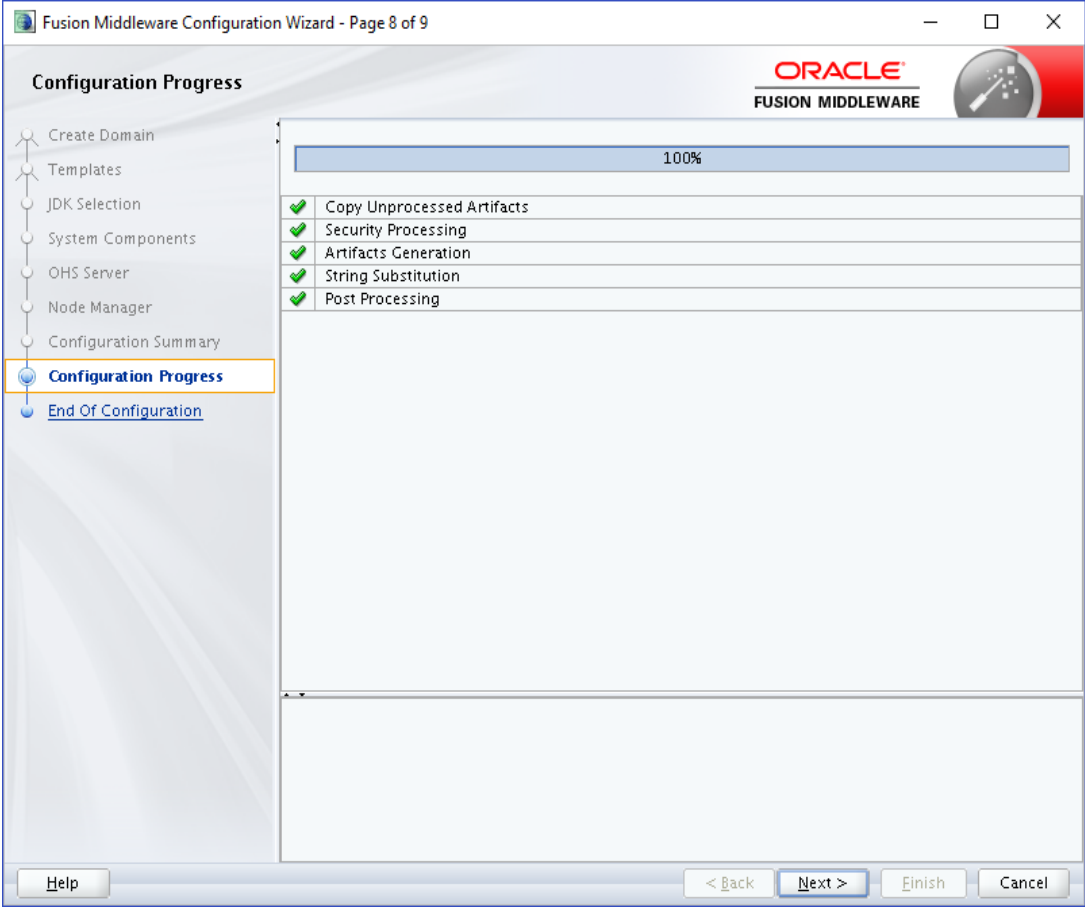 Fusion Middleware Configuration Wizard - Page 8 of 9
Configuration Progress
ORACLE
FUSION MIDDLEWARE
Create Domain
Templates
JDK Selection
System Components
OHS Server
Node Manager
Configuration Summary
Configuration Progress
End Of Configuration
100%
Copy Unprocessed Artifacts
Security Processing
Artifacts Generation
String Substitution
Post Processing
Help
< Back
Next >
Finish
Cancel